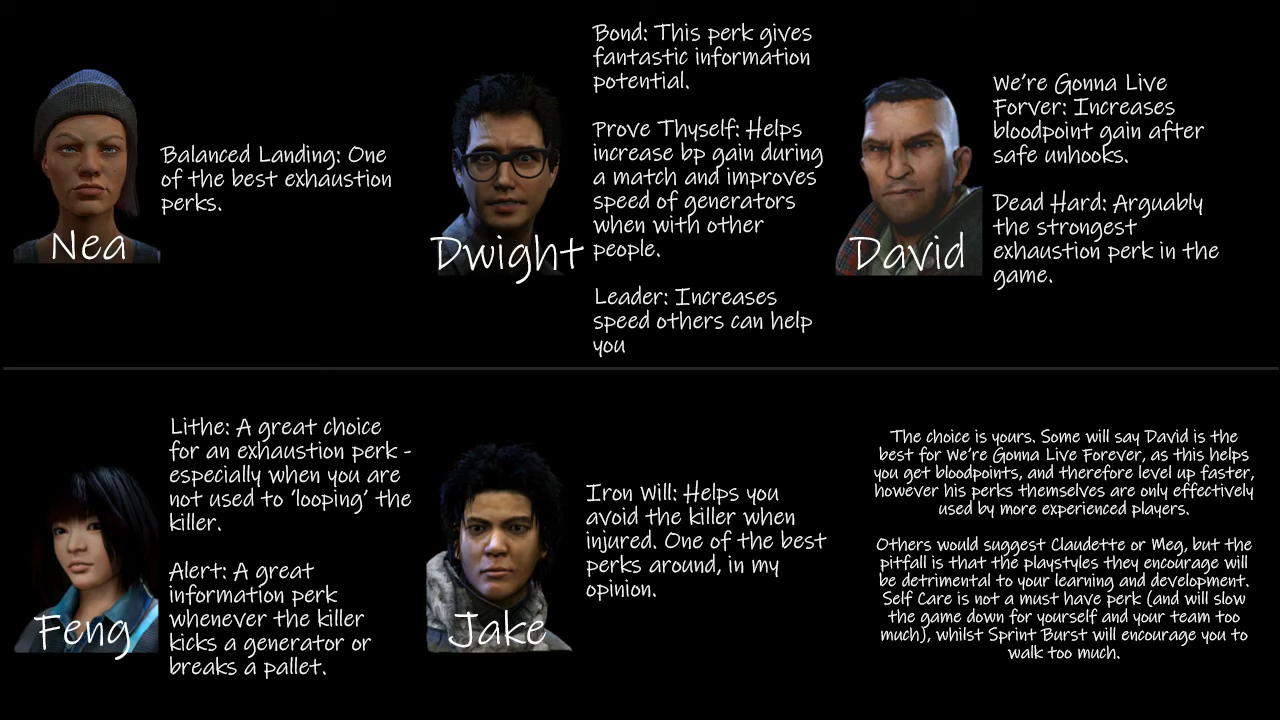 Balanced Landing: One
of the best exhaustion
perks.
Nea
Bond: This perk gives
fantastic information
potential.
Prove Thyself: Helps
increase bp gain during
a match and improves
speed of generators
when with other
people.
Leader: Increases
speed others can help
you
Dwight
We're Gonna Live
Forver: Increases
bloodpoint gain after
safe unhooks.
Dead Hard: Arguably
the strongest
exhaustion perk in the
game.
David
Lithe: A great choice
for an exhaustion perk -
especially when you are
not used to 'looping' the
killer.
Alert: A great
information perk
whenever the killer
kicks a generator or
breaks a pallet.
Feng
Iron Will: Helps you
avoid the killer when
injured. One of the best
perks around, in my
opinion.
Jake
The choice is yours. Some will say David is the
best for We're Gonna Live Forever, as this helps
you get bloodpoints, and therefore level up faster,
however his perks themselves are only effectively
used by more experienced players.
Others would suggest Claudette or Meg, but the
pitfall is that the playstyles they encourage will
be detrimental to your learning and development.
Self Care is not a must have perk (and will slow
the game down for yourself and your team too
much), whilst Sprint Burst will encourage you to
walk too much.